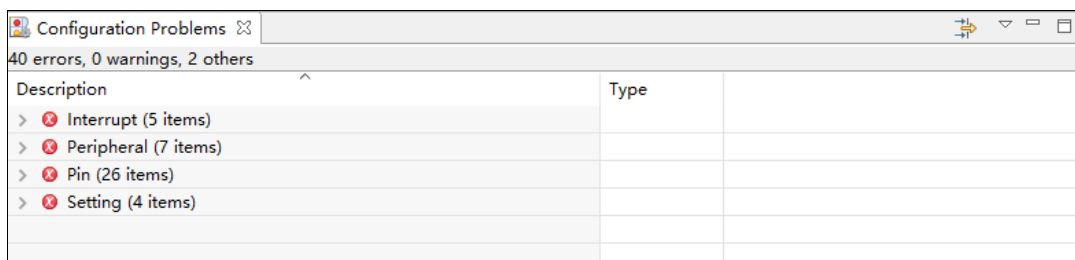 Configuration Problems
40 errors, 0 warnings, 2 others
Description Type
Interrupt (5 items)
Peripheral (7 items)
Pin (26 items)
Setting (4 items)